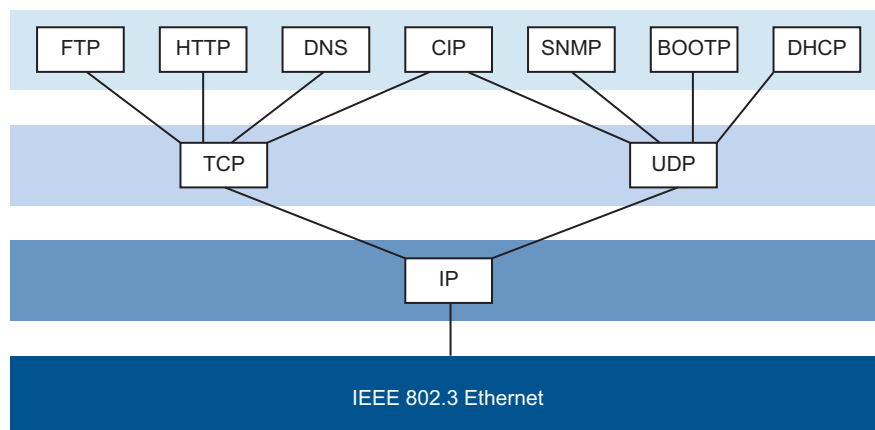 FTP
HTTP
DNS
CIP
SNMP
BOOTP
DHCP
TCP
UDP
IP
IEEE 802.3 Ethernet